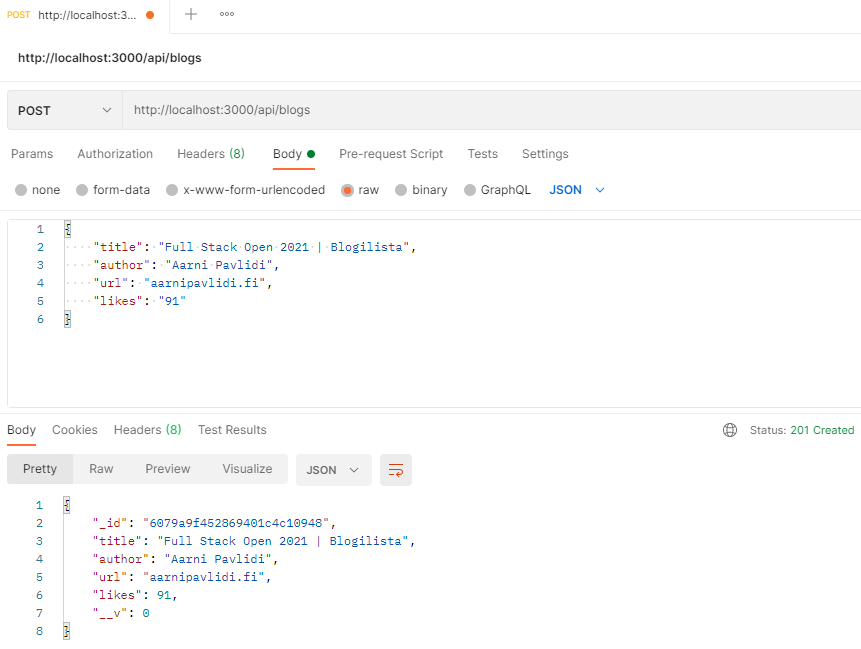 POST http://localhost:3... + ooo
http://localhost:3000/api/blogs
POST http://localhost:3000/api/blogs
Params Authorization Headers (8) Body Pre-request Script Tests Settings
none form-data x-www-form-urlencoded raw binary GraphQL JSON
1 {
2 "title": "Full Stack Open 2021 | Blogilista",
3 "author": "Aarni Pavlidi",
4 "url": "aarnipavlidi.fi",
5 "likes": "91"
6 }
Body Cookies Headers (8) Test Results Status: 201 Created
Pretty Raw Preview Visualize JSON
1 {
2 "_id": "6079a9f452869401c4c10948",
3 "title": "Full Stack Open 2021 | Blogilista",
4 "author": "Aarni Pavlidi",
5 "url": "aarnipavlidi.fi",
6 "likes": 91,
7 "__v": 0
8 }